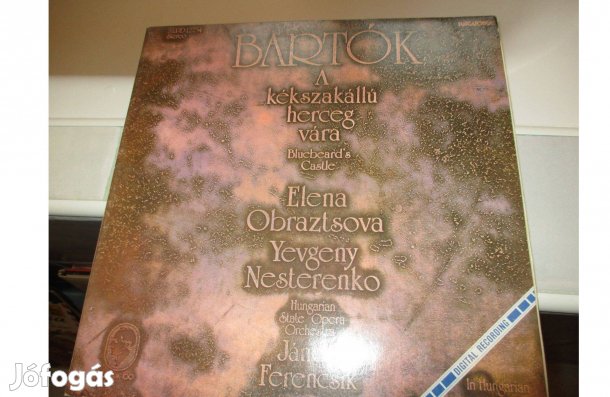 Stereo
BARTÓK
A
kékszakállú
herceg
vára
Bluebeard's
Castle
Elena
Obraztsova
Yevgeny
Nesterenko
Hungarian
State Opera
Orchestra
Ferencsik
DIGITAL RECORDING
In Hungarian
Jófogás